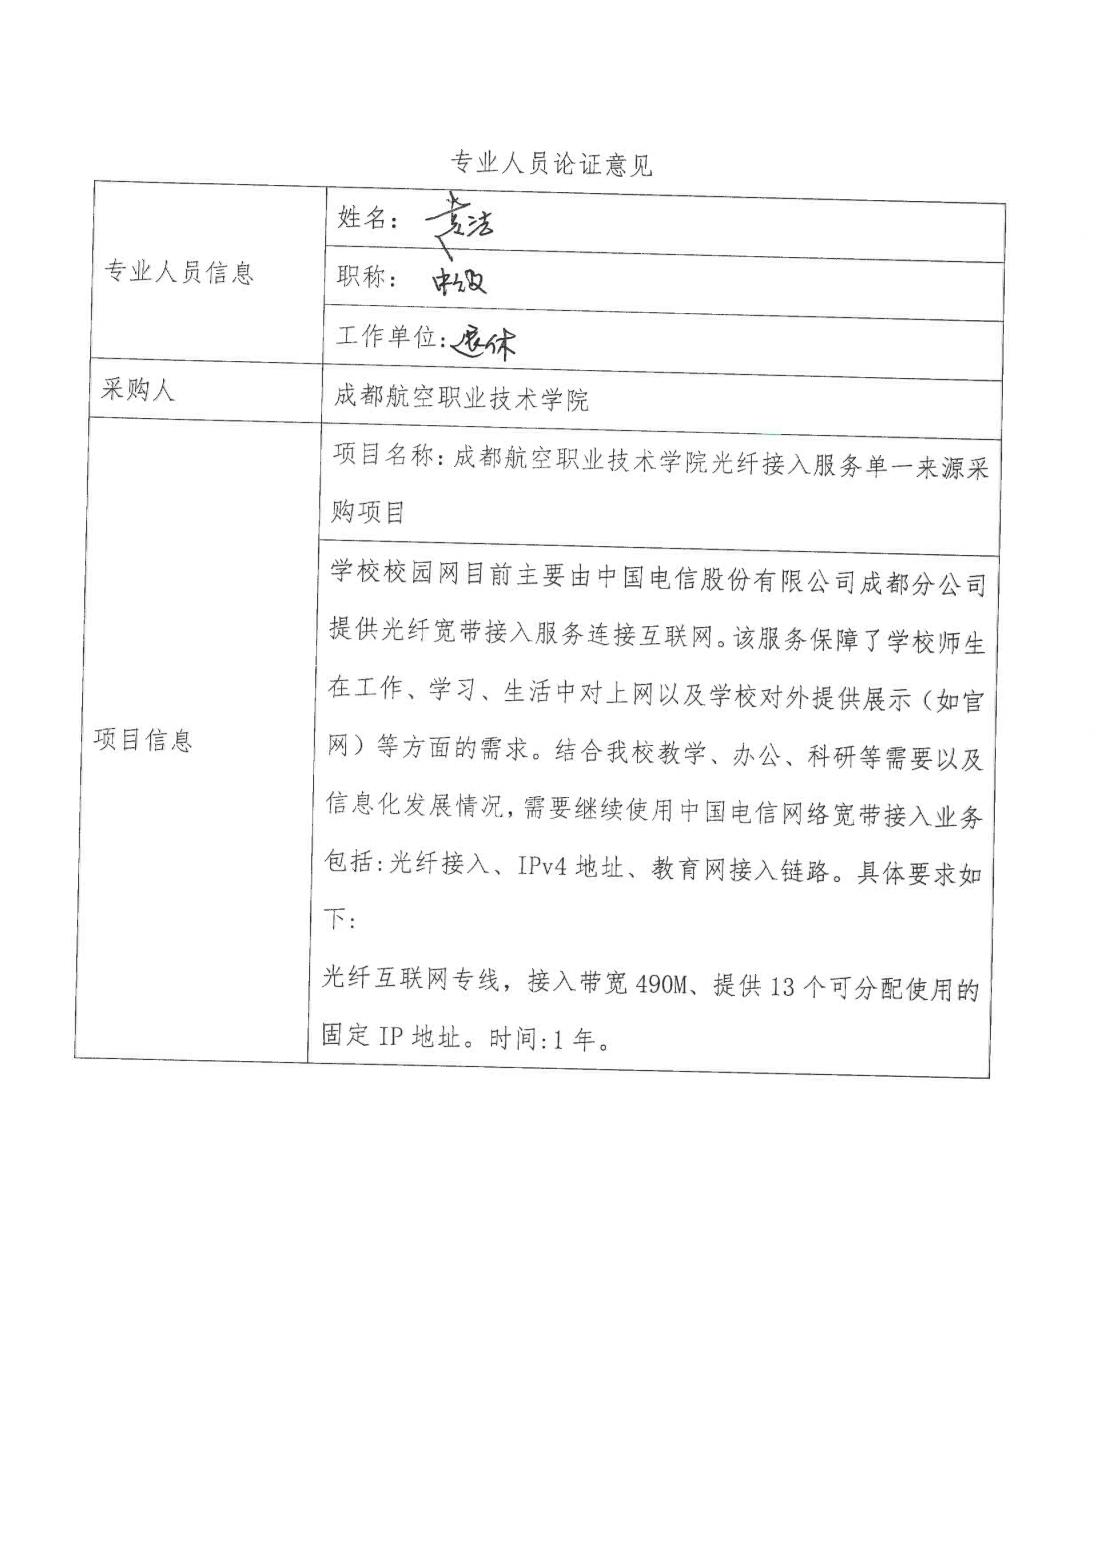 专业人员论证意见
专业人员信息
姓名：袁洁
职称：中级
工作单位:退休
采购人
成都航空职业技术学院
项目信息
项目名称:成都航空职业技术学院光纤接入服务单一来源采
购项目
学校校园网目前主要由中国电信股份有限公司成都分公司
提供光纤宽带接入服务连接互联网。该服务保障了学校师生
在工作、学习、生活中对上网以及学校对外提供展示（如官
网）等方面的需求。结合我校教学、办公、科研等需要以及
信息化发展情况,需要继续使用中国电信网络宽带接入业务
包括:光纤接入、IPv4 地址、教育网接入链路。具体要求如
下:
光纤互联网专线，接入带宽 490M、提供 13 个可分配使用的
固定 IP 地址。时间:1 年。